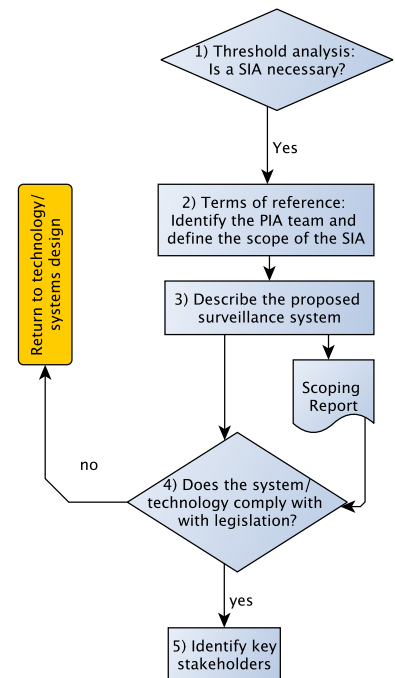 1) Threshold analysis:
Is a SIA necessary?
Yes
2) Terms of reference:
Identify the PIA team and
define the scope of the SIA
Return to technology/
systems design
3) Describe the proposed
surveillance system
Scoping
Report
no
4) Does the system/
technology comply with
with legislation?
yes
5) Identify key
stakeholders